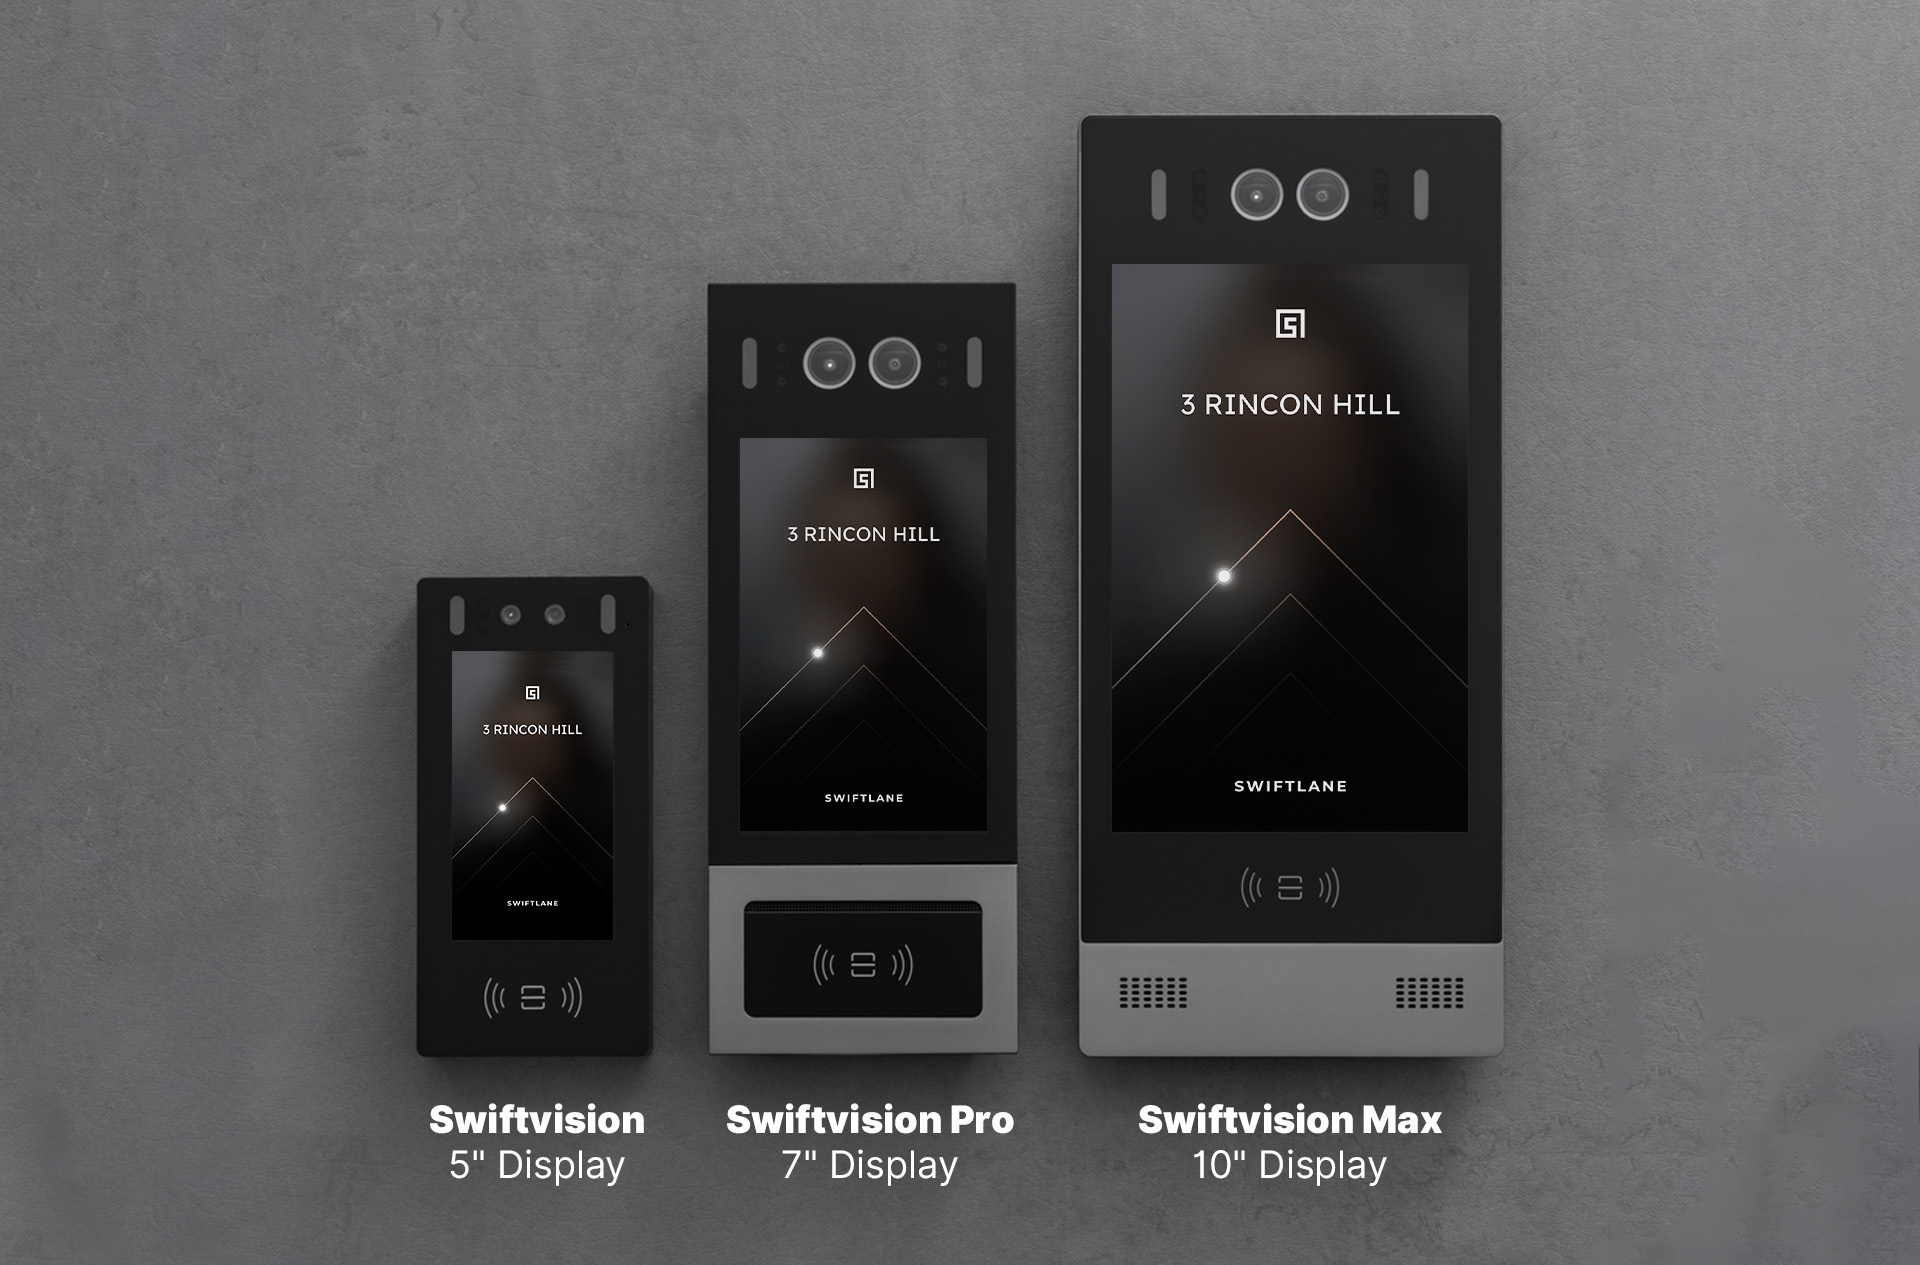 3 RINCON HILL
SWIFTLANE
3 RINCON HILL
SWIFTLANE
3 RINCON HILL
SWIFTLANE
Swiftvision
5" Display
Swiftvision Pro
7" Display
Swiftvision Max
10" Display